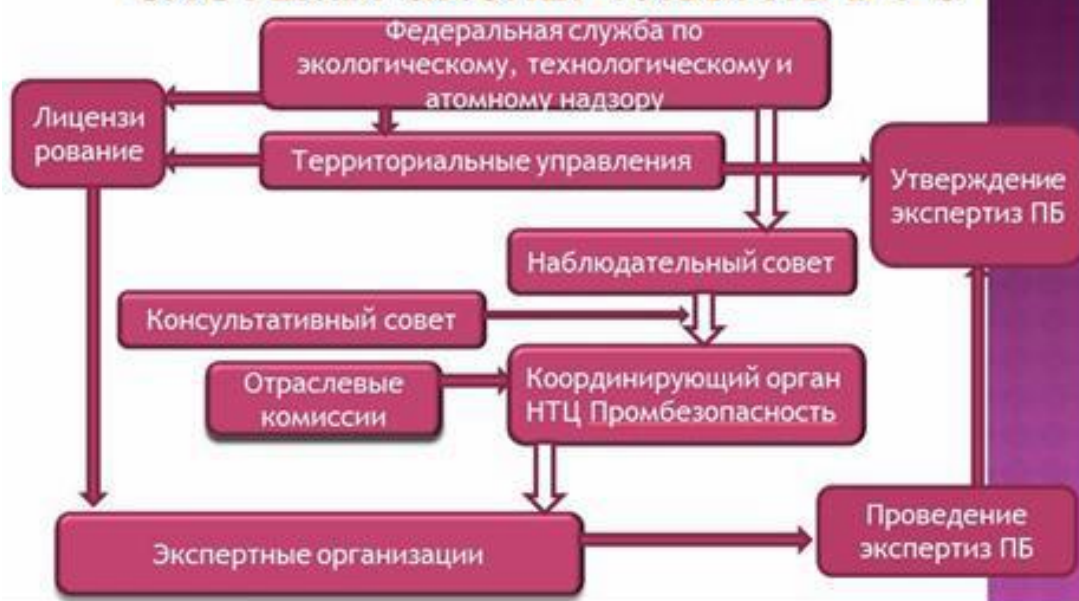 Федеральная служба по
экологическому, технологическому и
атомному надзору
Лицензи
рование
Территориальные управления
Утверждение
экспертиз ПБ
Наблюдательный совет
Консультативный совет
Отраслевые
комиссии
Координирующий орган
НТЦ Промбезопасность
Экспертные организации
Проведение
экспертиз ПБ